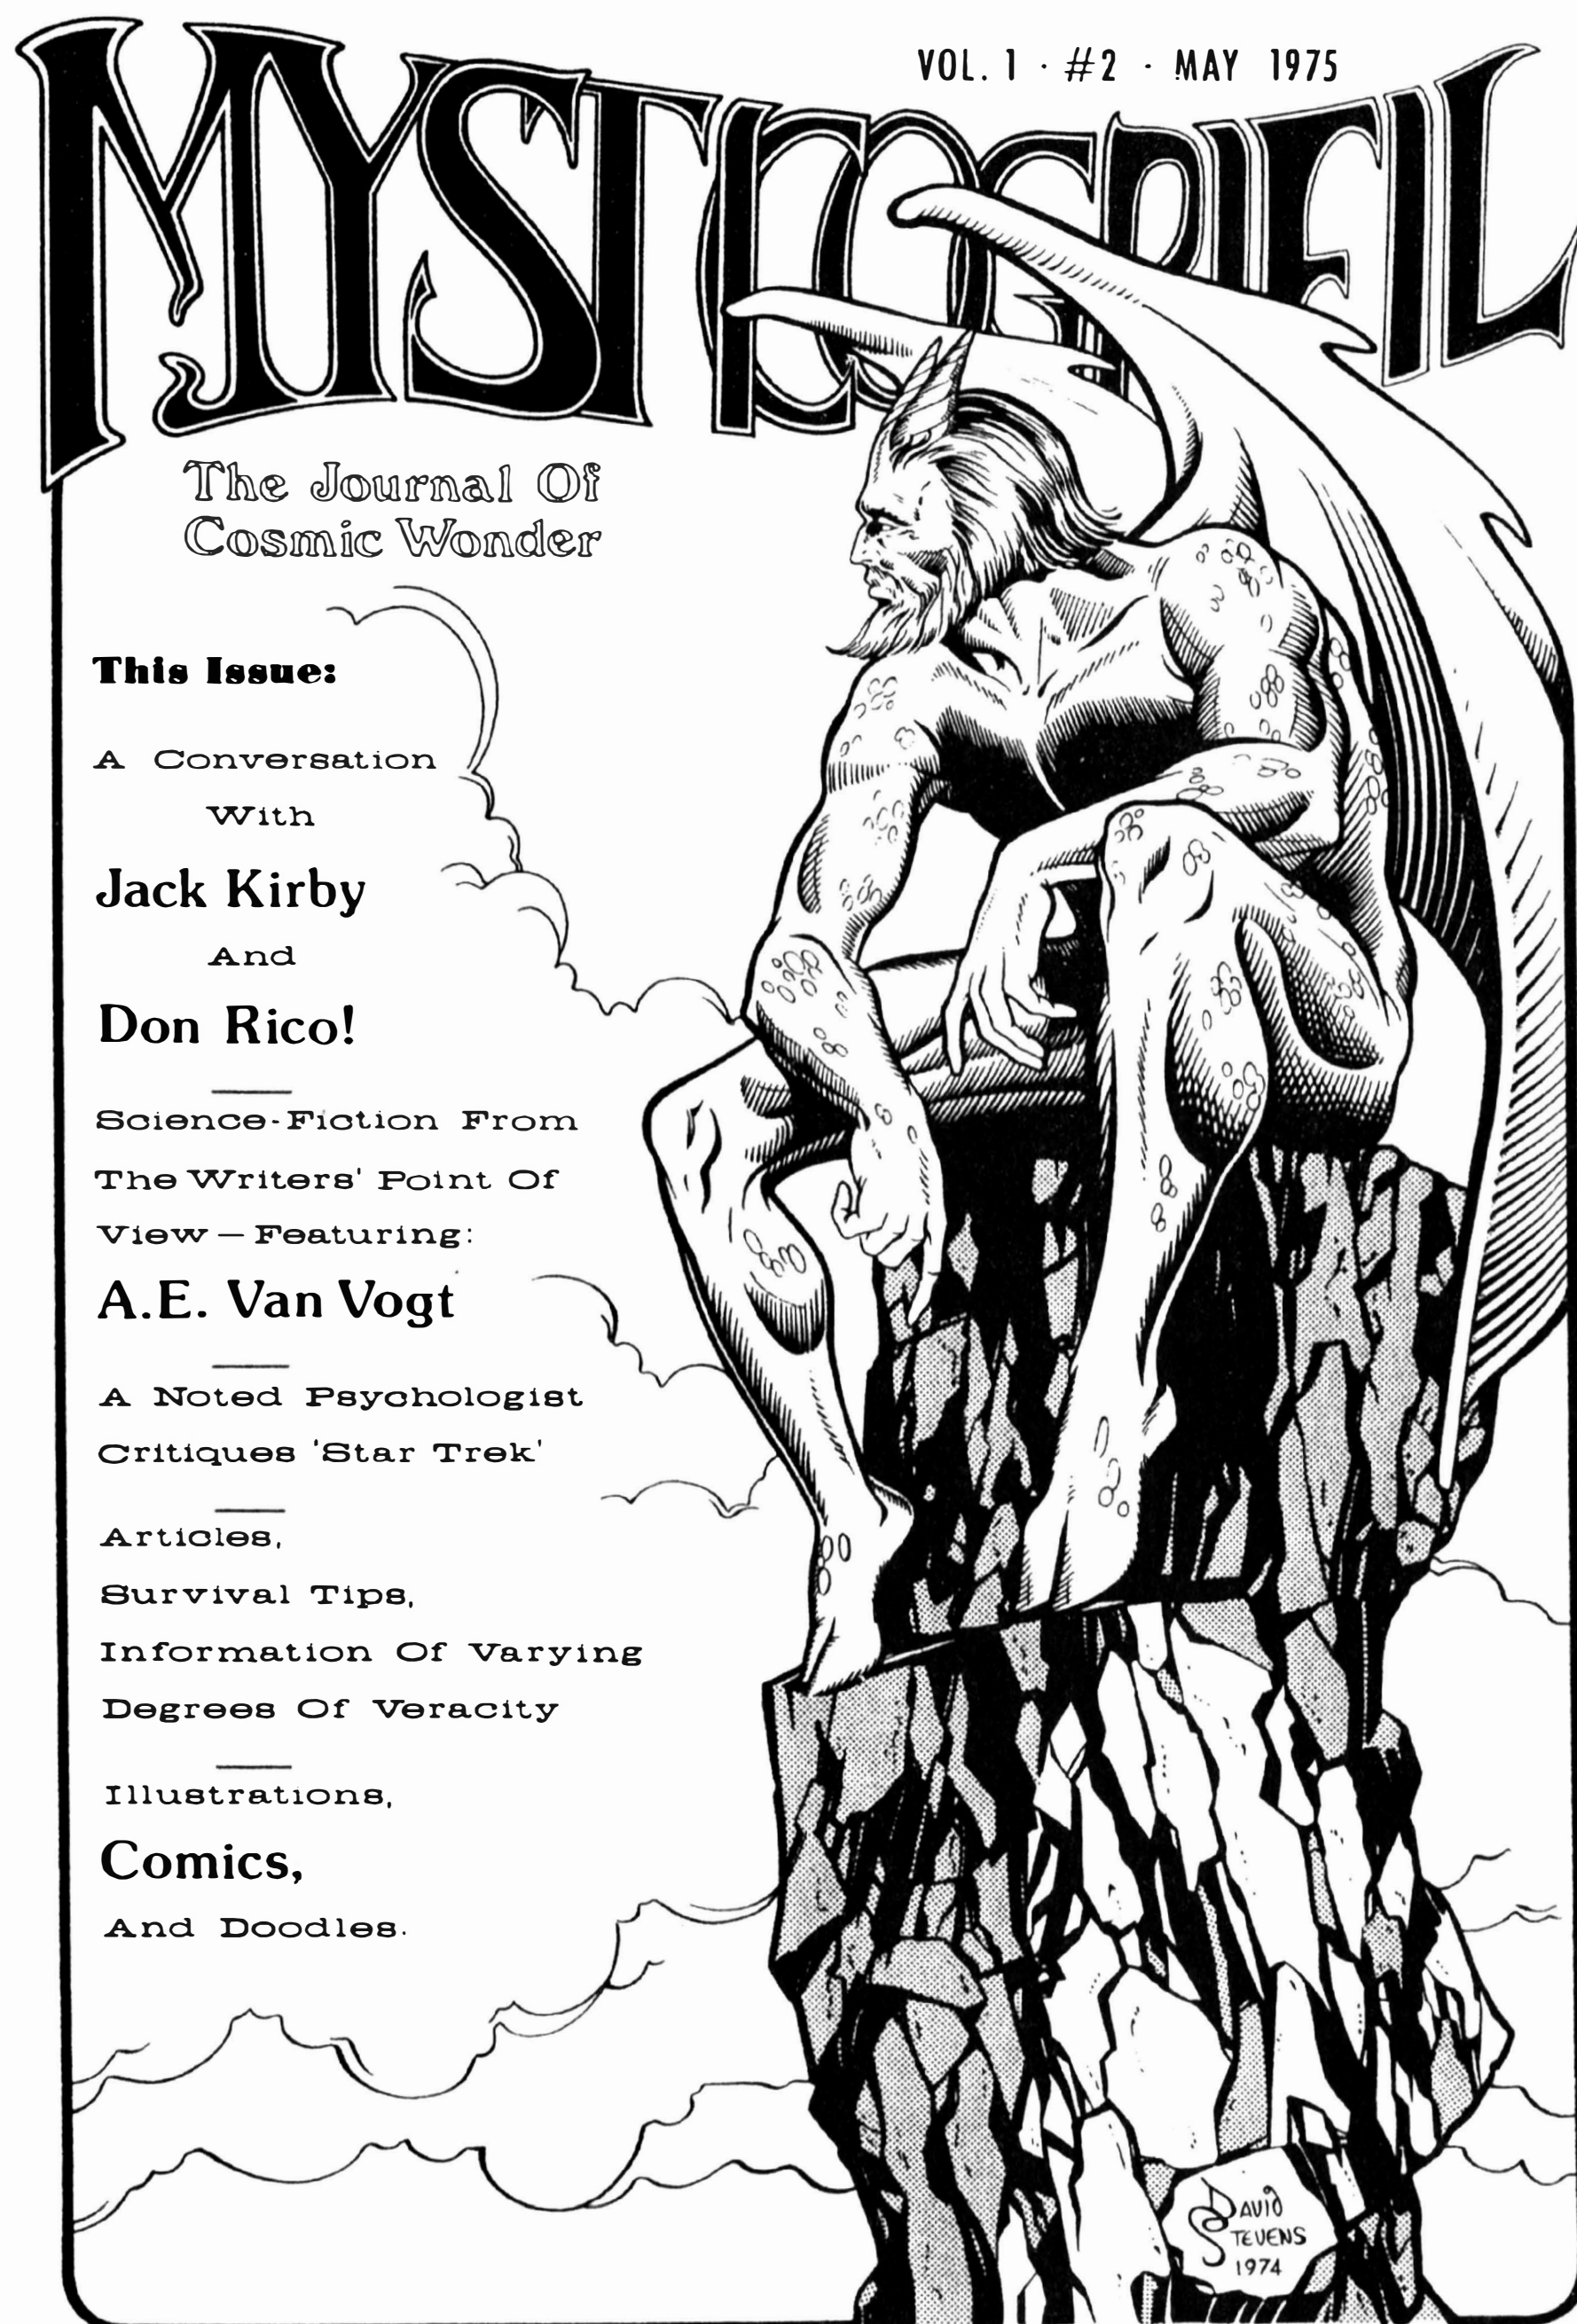 VOL. 1 · #2 · MAY 1975
MYSTICOGRIFIL
The Journal Of
Cosmic Wonder
This Issue:
A Conversation
With
Jack Kirby
And
Don Rico!
Science-Fiction From
The Writers' Point Of
View — Featuring:
A.E. Van Vogt
A Noted Psychologist
Critiques 'Star Trek'
Articles,
Survival Tips,
Information Of Varying
Degrees Of Veracity
Illustrations,
Comics,
And Doodles.
DAVID
STEVENS
1974